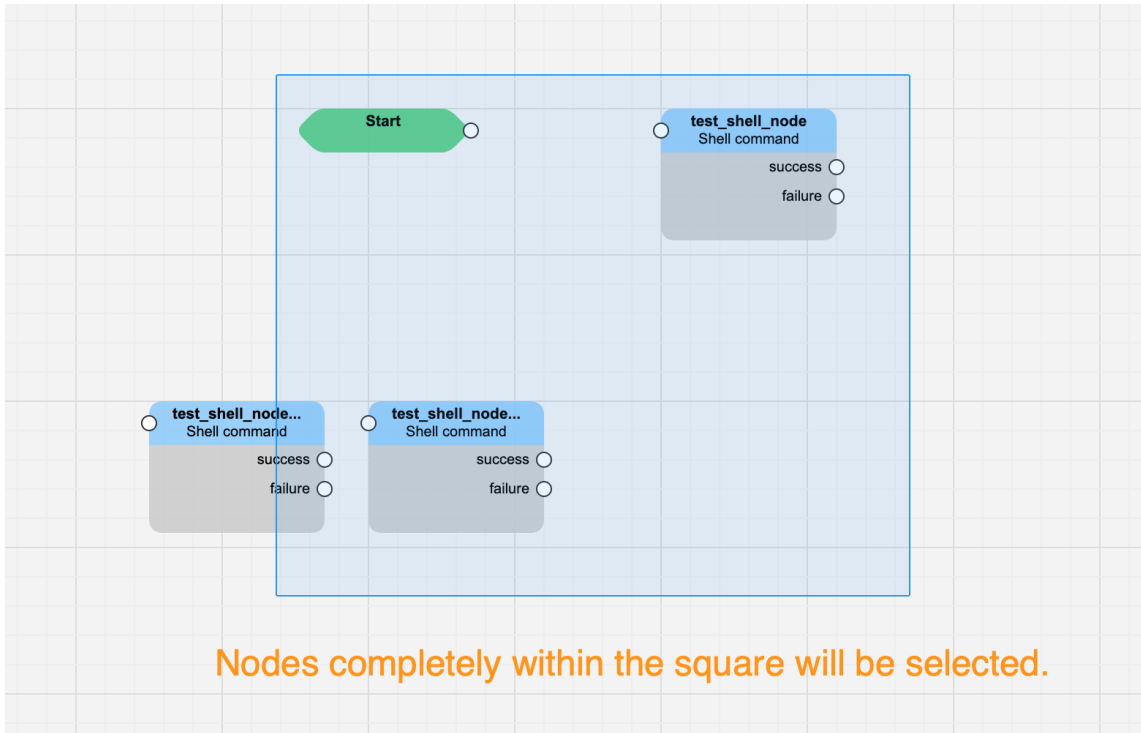 Start
test_shell_node
Shell command
success
failure
test_shell_node...
Shell command
success
failure
test_shell_node...
Shell command
success
failure
Nodes completely within the square will be selected.